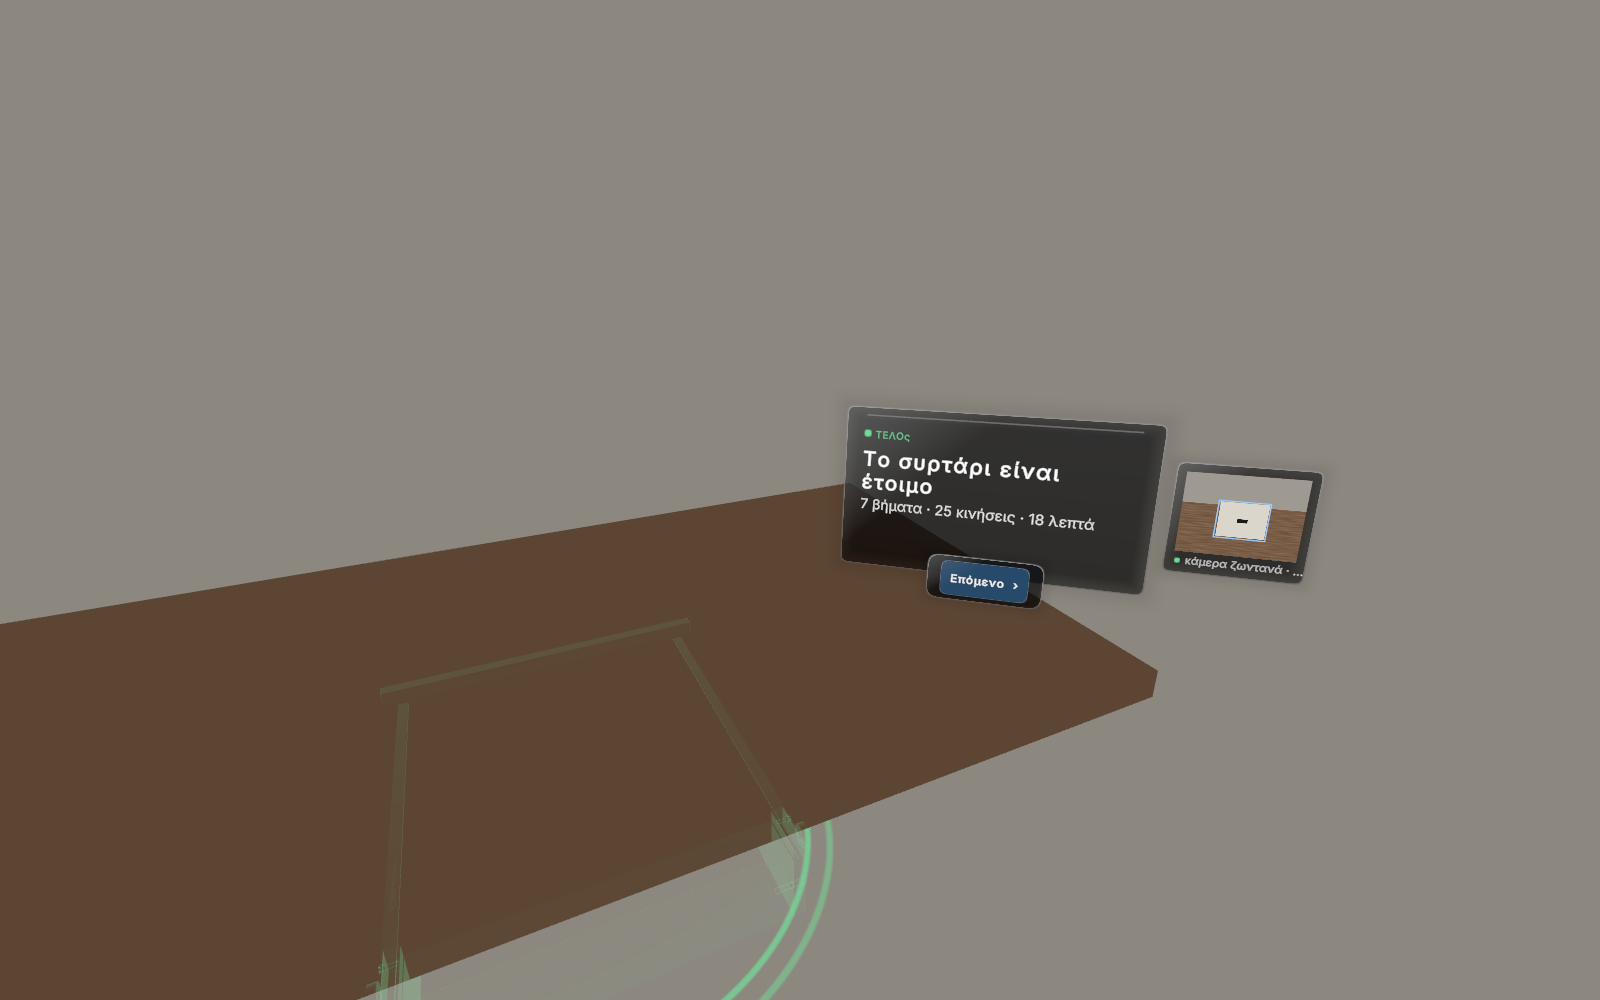 ΤΕΛΟς
Το συρτάρι είναι
έτοιμο
7 βήματα · 25 κινήσεις · 18 λεπτά
Επόμενο ›
κάμερα ζωντανά · ...